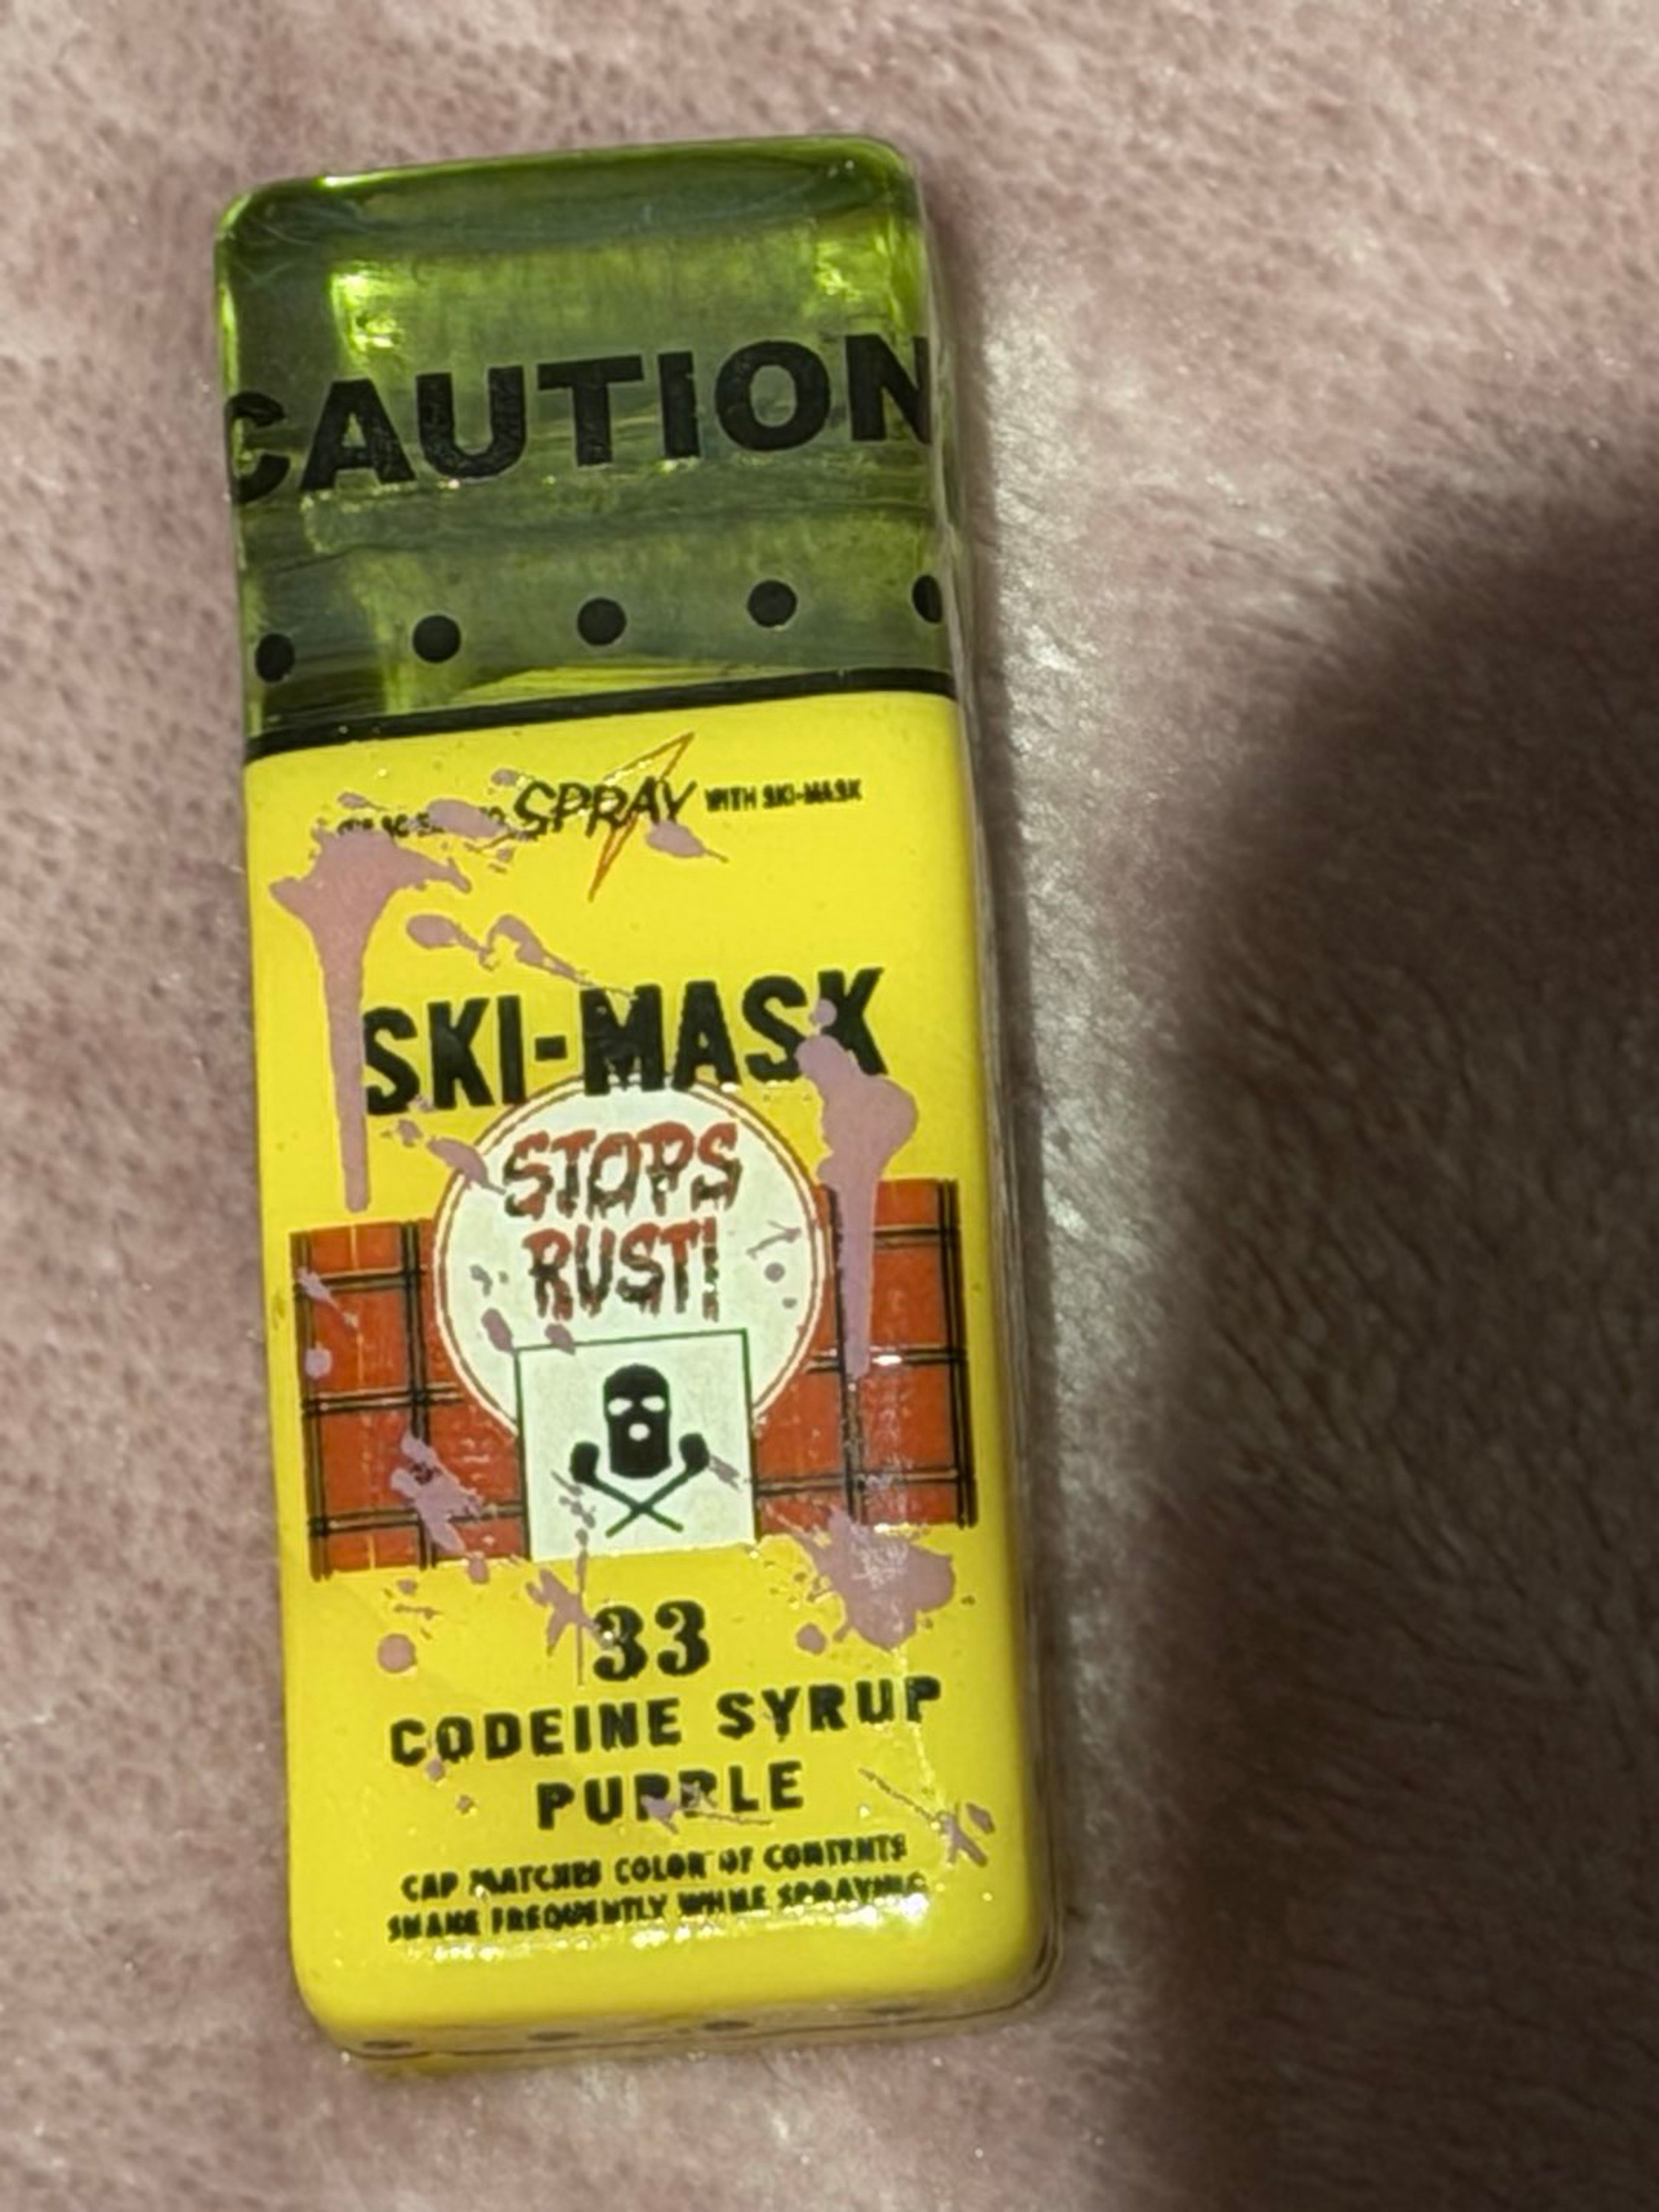 CAUTION
SPRAY WITH SKI-MASK
SKI-MASK
STOPS
RUST!
33
CODEINE SYRUP
PURPLE
CAP MATCHES COLOR OF CONTENTS
SHAKE FREQUENTLY WHILE SPRAYING